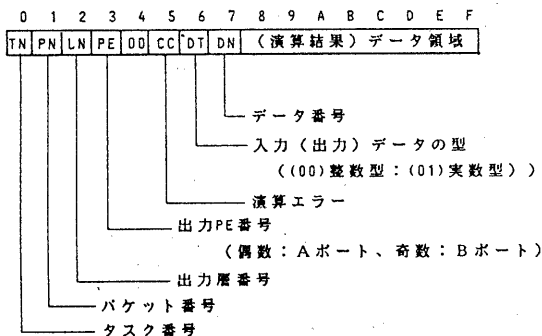 0 1 2 3 4 5 6 7 8 9 A B C D E F
TN PN LN PE 00 CC DT DN (演算結果)データ領域
データ番号
入力(出力)データの型
((00)整数型:(01)実数型))
演算エラー
出力PE番号
(偶数:Aポート、奇数:Bポート)
出力層番号
パケット番号
タスク番号